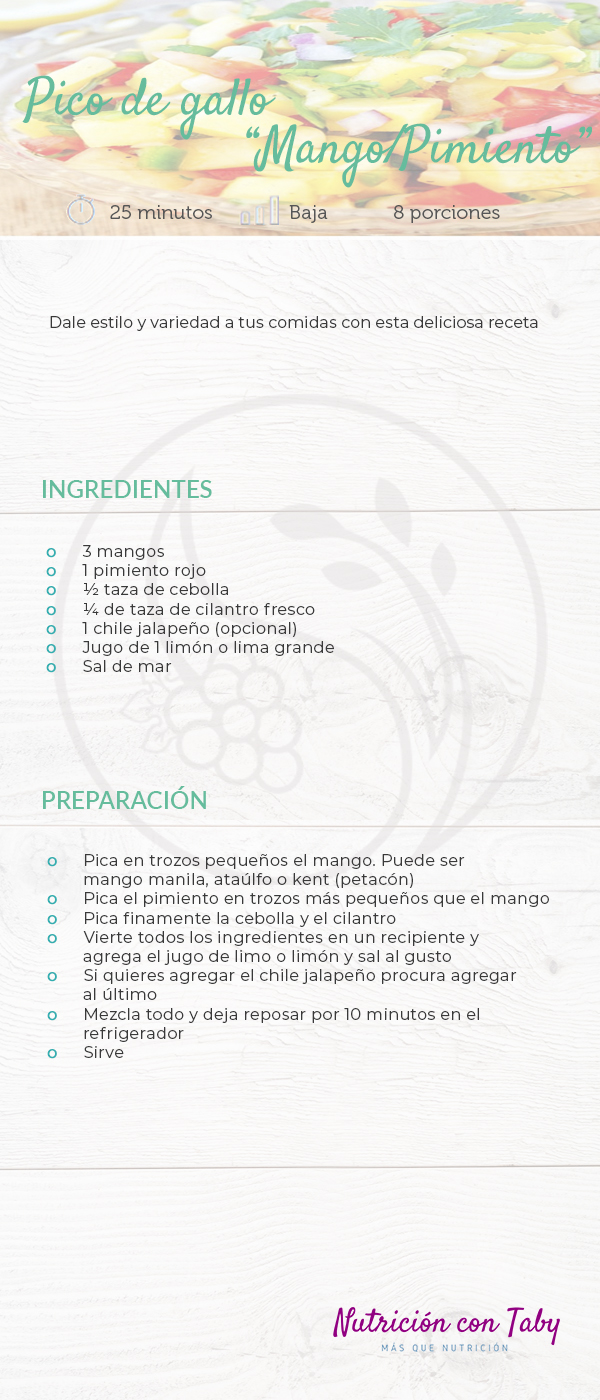 Pico de gallo
“Mango/Pimiento”
25 minutos Baja 8 porciones
Dale estilo y variedad a tus comidas con esta deliciosa receta
INGREDIENTES
o 3 mangos
o 1 pimiento rojo
o ½ taza de cebolla
o ¼ de taza de cilantro fresco
o 1 chile jalapeño (opcional)
o Jugo de 1 limón o lima grande
o Sal de mar
PREPARACIÓN
o Pica en trozos pequeños el mango. Puede ser
mango manila, ataúlfo o kent (petacón)
o Pica el pimiento en trozos más pequeños que el mango
o Pica finamente la cebolla y el cilantro
o Vierte todos los ingredientes en un recipiente y
agrega el jugo de limo o limón y sal al gusto
o Si quieres agregar el chile jalapeño procura agregar
al último
o Mezcla todo y deja reposar por 10 minutos en el
refrigerador
o Sirve
Nutrición con Taby
MÁS QUE NUTRICIÓN